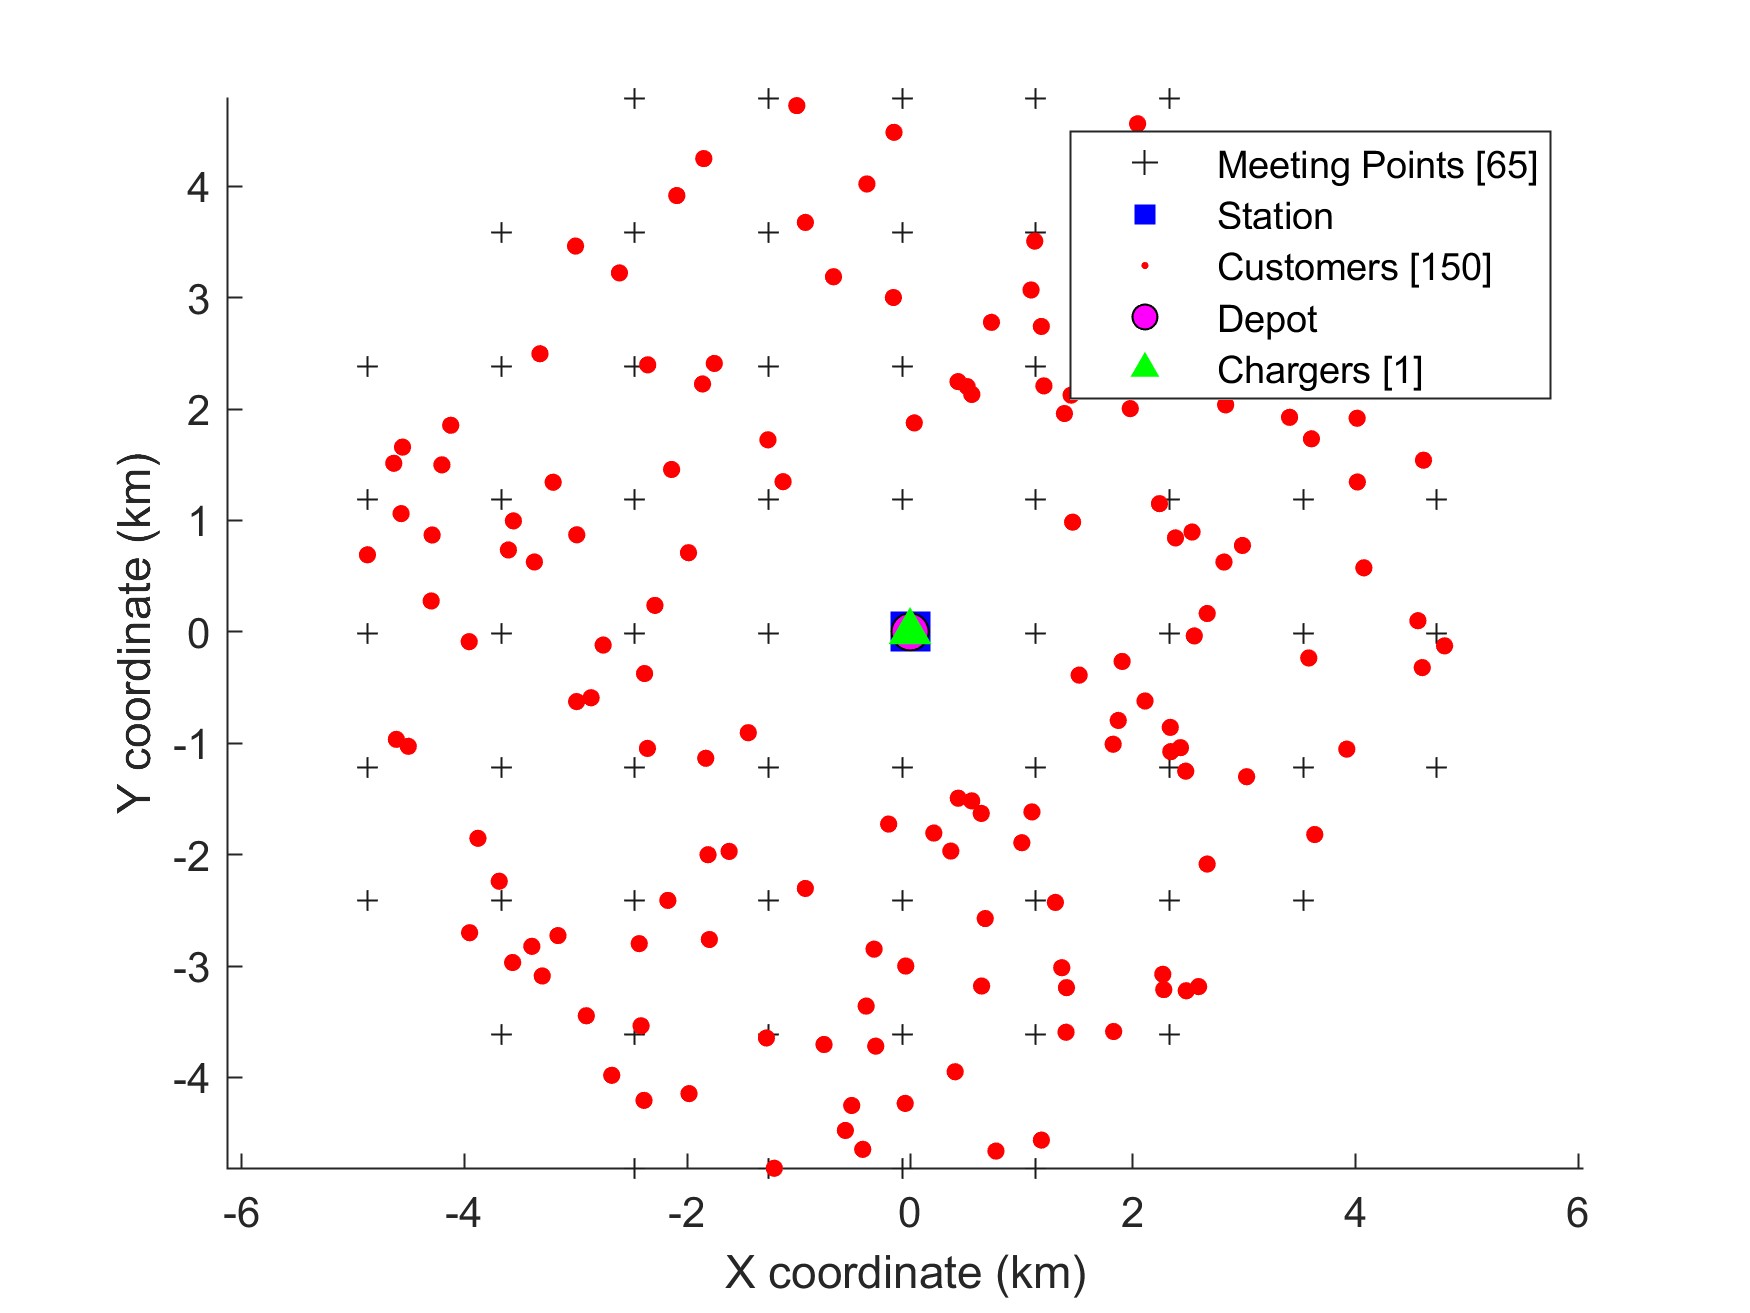 Meeting Points [65]
Station
Customers [150]
Depot
Chargers [1]
4
3
2
1
0
-1
-2
-3
-4
Y coordinate (km)
-6 -4 -2 0 2 4 6
X coordinate (km)